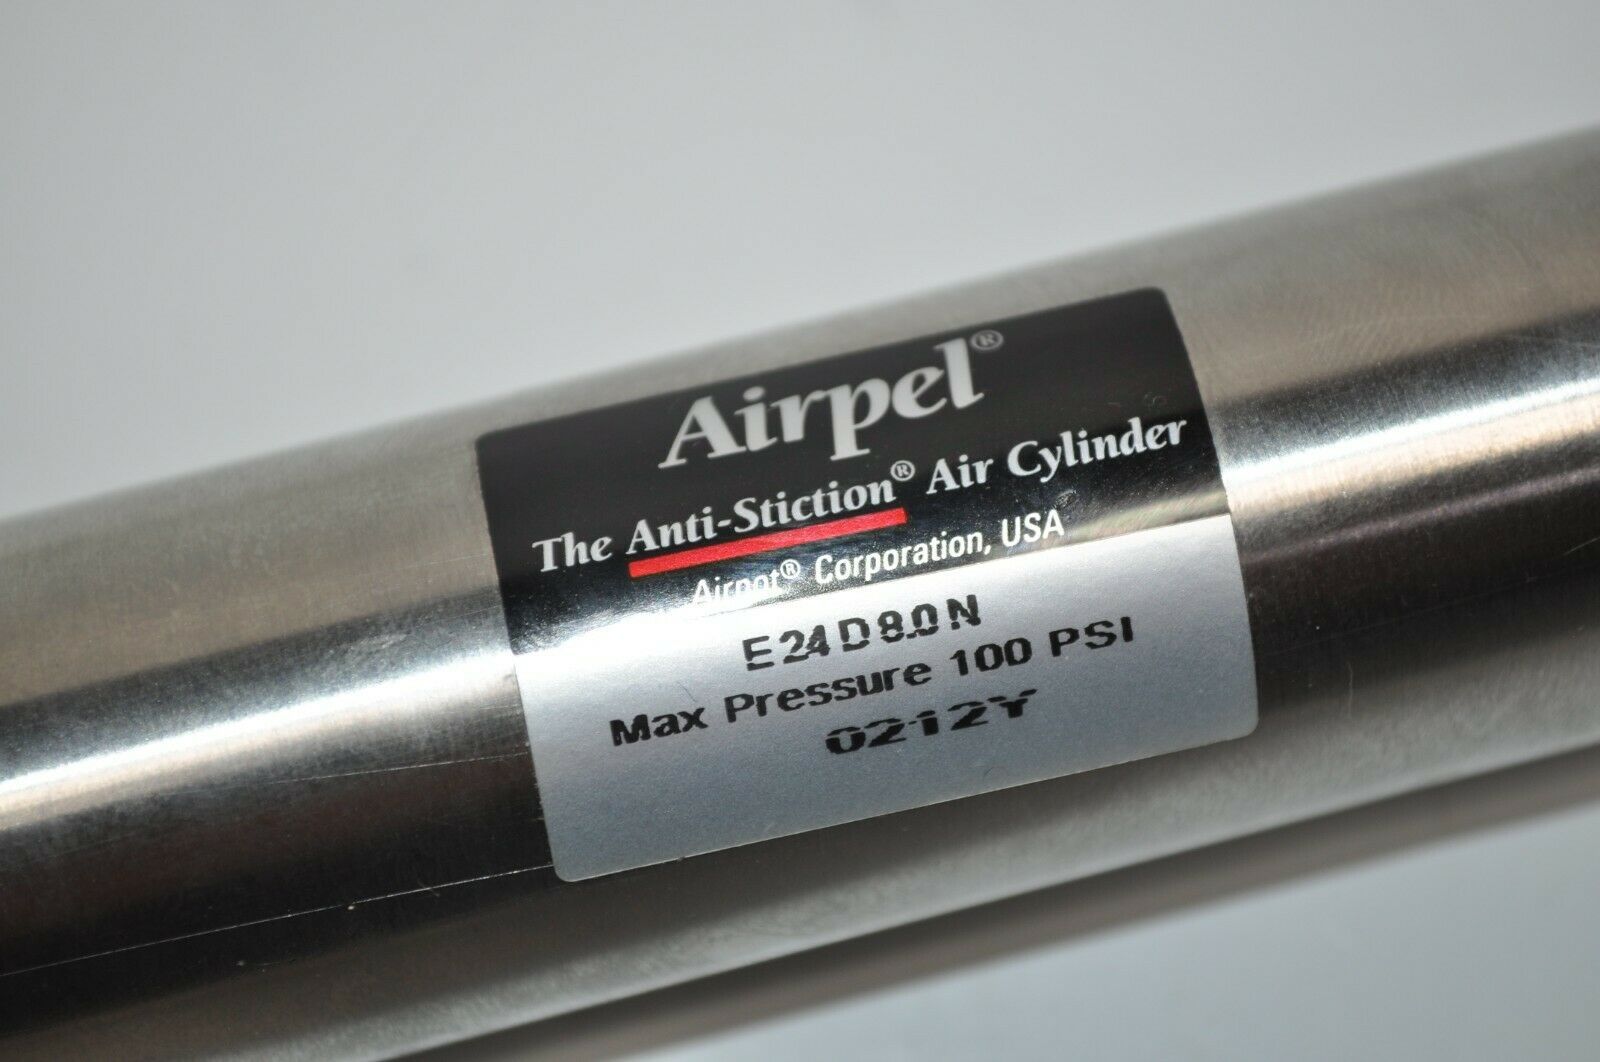 Airpel®
The Anti-Stiction® Air Cylinder
Airpot® Corporation, USA
E24D8.0N
Max Pressure 100 PSI
0212Y